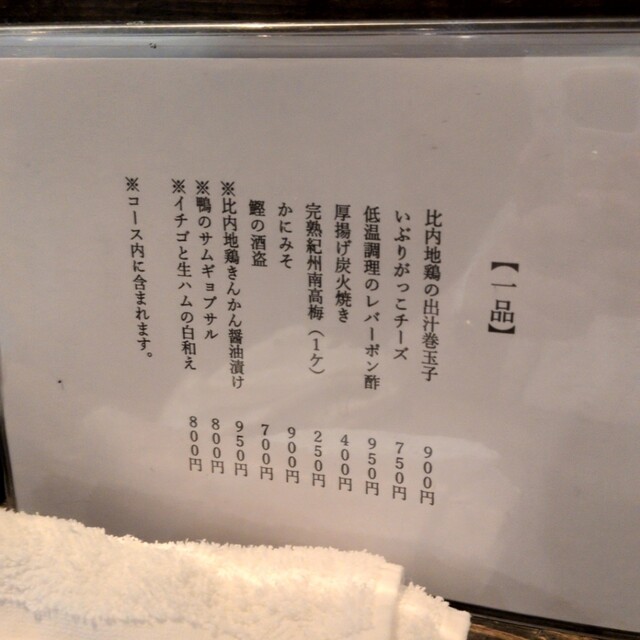 【一品】
比内地鶏の出汁巻玉子 900円
いぶりがっこチーズ 750円
低温調理のレバーポン酢 950円
厚揚げ炭火焼き 400円
完熟紀州南高梅（1ケ） 250円
かにみそ 900円
鰹の酒盗 700円
※比内地鶏きんかん醤油漬け 950円
※鴨のサムギョプサル 800円
※イチゴと生ハムの白和え 800円
※コース内に含まれます。